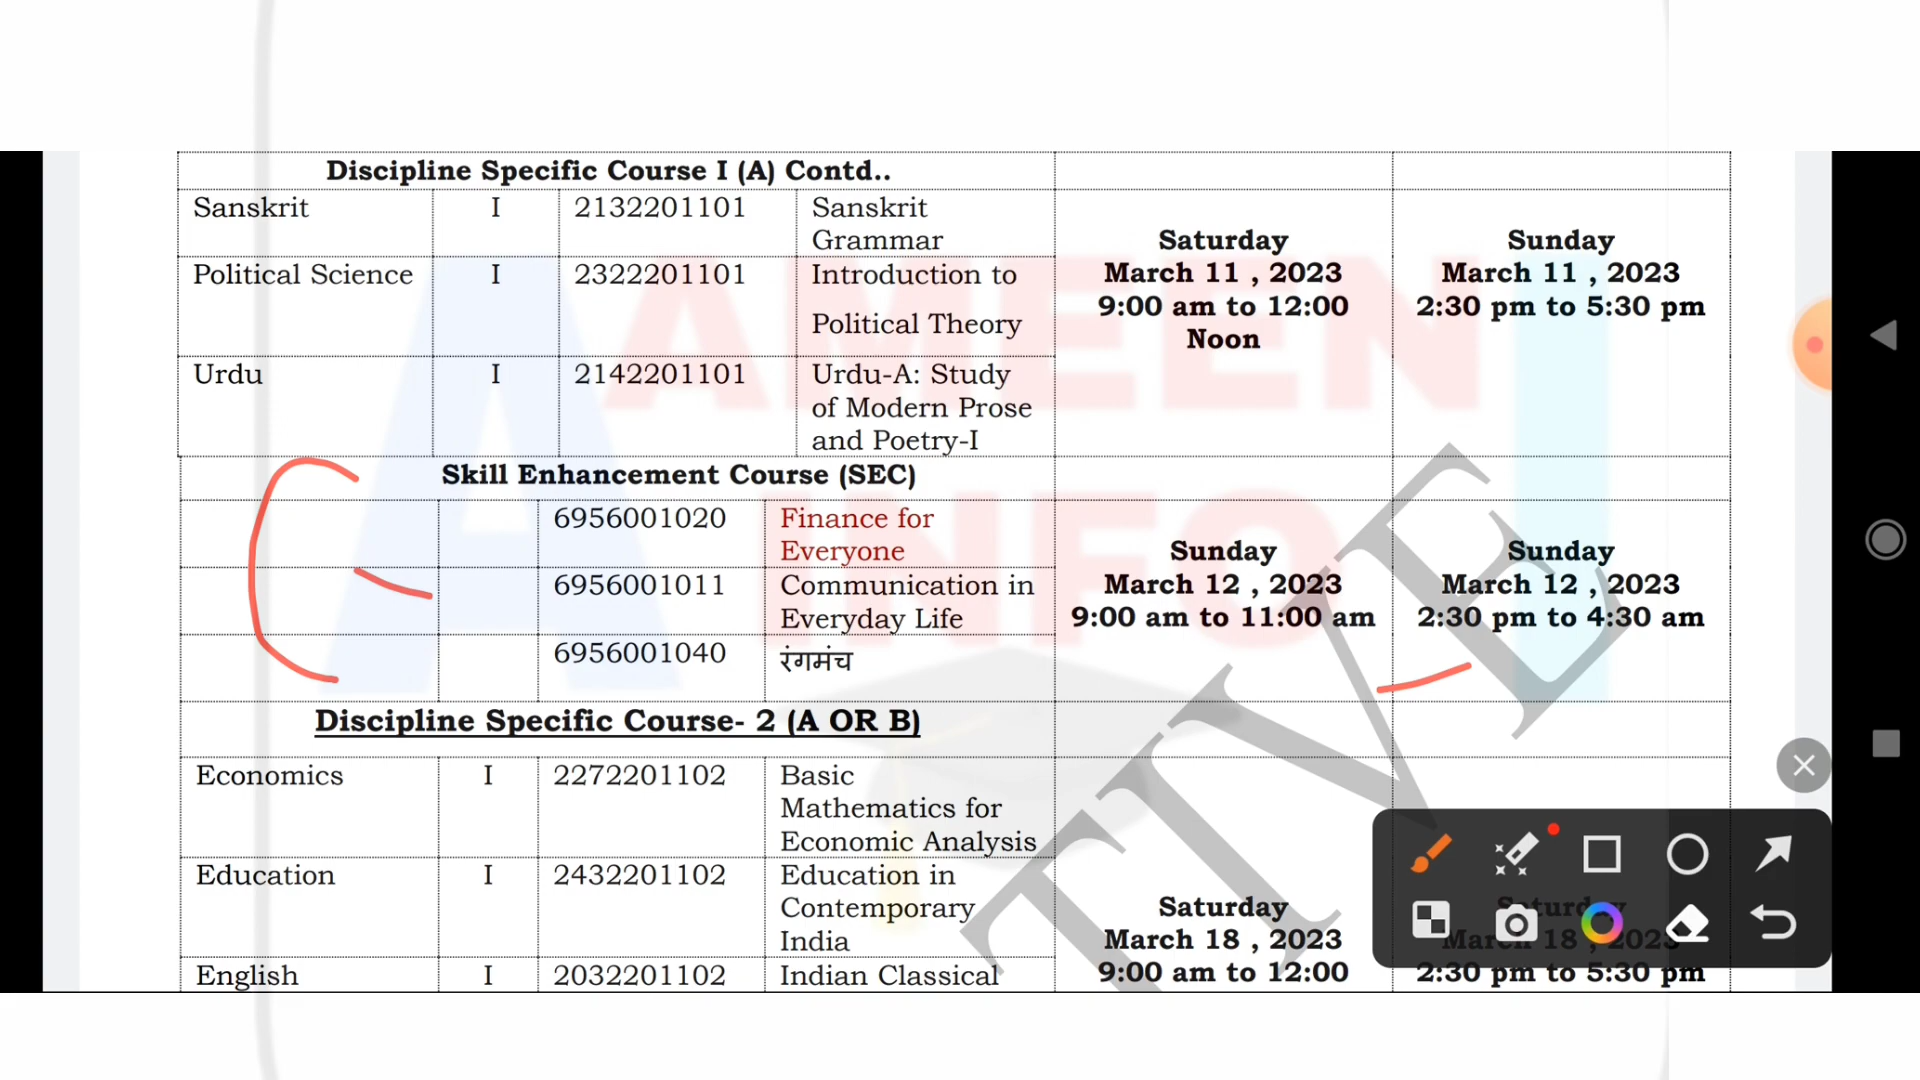 Discipline Specific Course I (A) Contd..
Sanskrit I 2132201101 Sanskrit
Grammar
Political Science I 2322201101 Introduction to
Political Theory
Urdu I 2142201101 Urdu-A: Study
of Modern Prose
and Poetry-I
Saturday
March 11 , 2023
9:00 am to 12:00
Noon
Sunday
March 11 , 2023
2:30 pm to 5:30 pm
Skill Enhancement Course (SEC)
6956001020 Finance for
Everyone
6956001011 Communication in
Everyday Life
6956001040 रंगमंच
Sunday
March 12 , 2023
9:00 am to 11:00 am
Sunday
March 12 , 2023
2:30 pm to 4:30 am
Discipline Specific Course- 2 (A OR B)
Economics I 2272201102 Basic
Mathematics for
Economic Analysis
Education I 2432201102 Education in
Contemporary
India
English I 2032201102 Indian Classical
Saturday
March 18 , 2023
9:00 am to 12:00
Saturday
March 18 , 2023
2:30 pm to 5:30 pm
AMEEN
INFO
TIVE